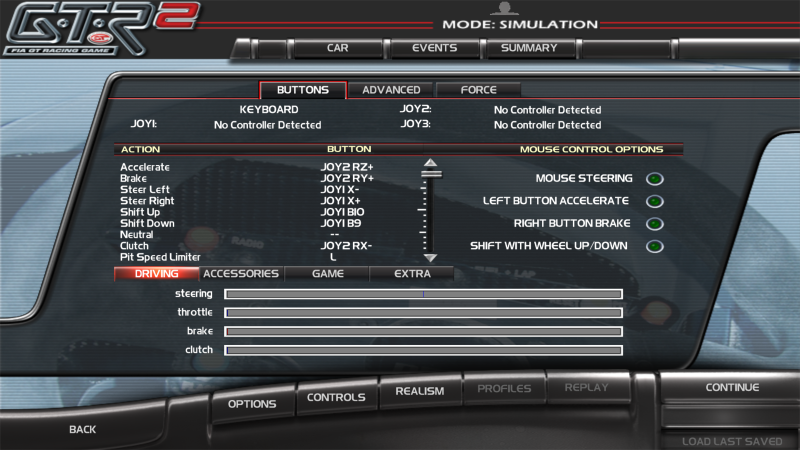 GTR2
FIA GT RACING GAME
MODE: SIMULATION
CAR EVENTS SUMMARY
BUTTONS ADVANCED FORCE
KEYBOARD JOY2: No Controller Detected
JOY1: No Controller Detected JOY3: No Controller Detected
ACTION BUTTON MOUSE CONTROL OPTIONS
Accelerate JOY2 RZ+
Brake JOY2 RY+
Steer Left JOY1 X-
Steer Right JOY1 X+
Shift Up JOY1 B10
Shift Down JOY1 B9
Neutral --
Clutch JOY2 RX-
Pit Speed Limiter L
MOUSE STEERING
LEFT BUTTON ACCELERATE
RIGHT BUTTON BRAKE
SHIFT WITH WHEEL UP/DOWN
RADIO
DRIVING ACCESSORIES GAME EXTRA
steering
throttle
brake
clutch
BACK OPTIONS CONTROLS REALISM PROFILES REPLAY CONTINUE
LOAD LAST SAVED